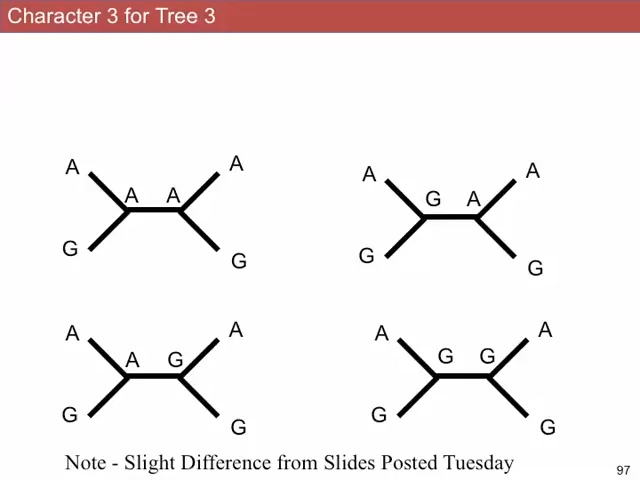 Character 3 for Tree 3
A A
A A
G G
A A
G A
G G
A A
A G
G G
A A
G G
G G
Note - Slight Difference from Slides Posted Tuesday
97